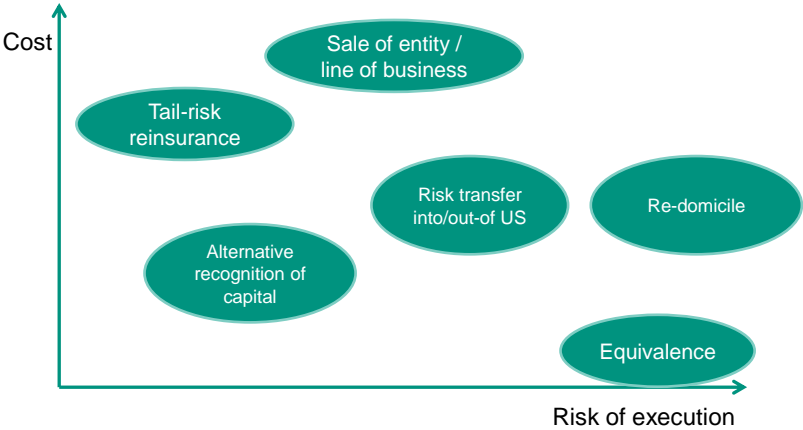 Cost
Sale of entity /
line of business
Tail-risk
reinsurance
Risk transfer
into/out-of US
Re-domicile
Alternative
recognition of
capital
Equivalence
Risk of execution